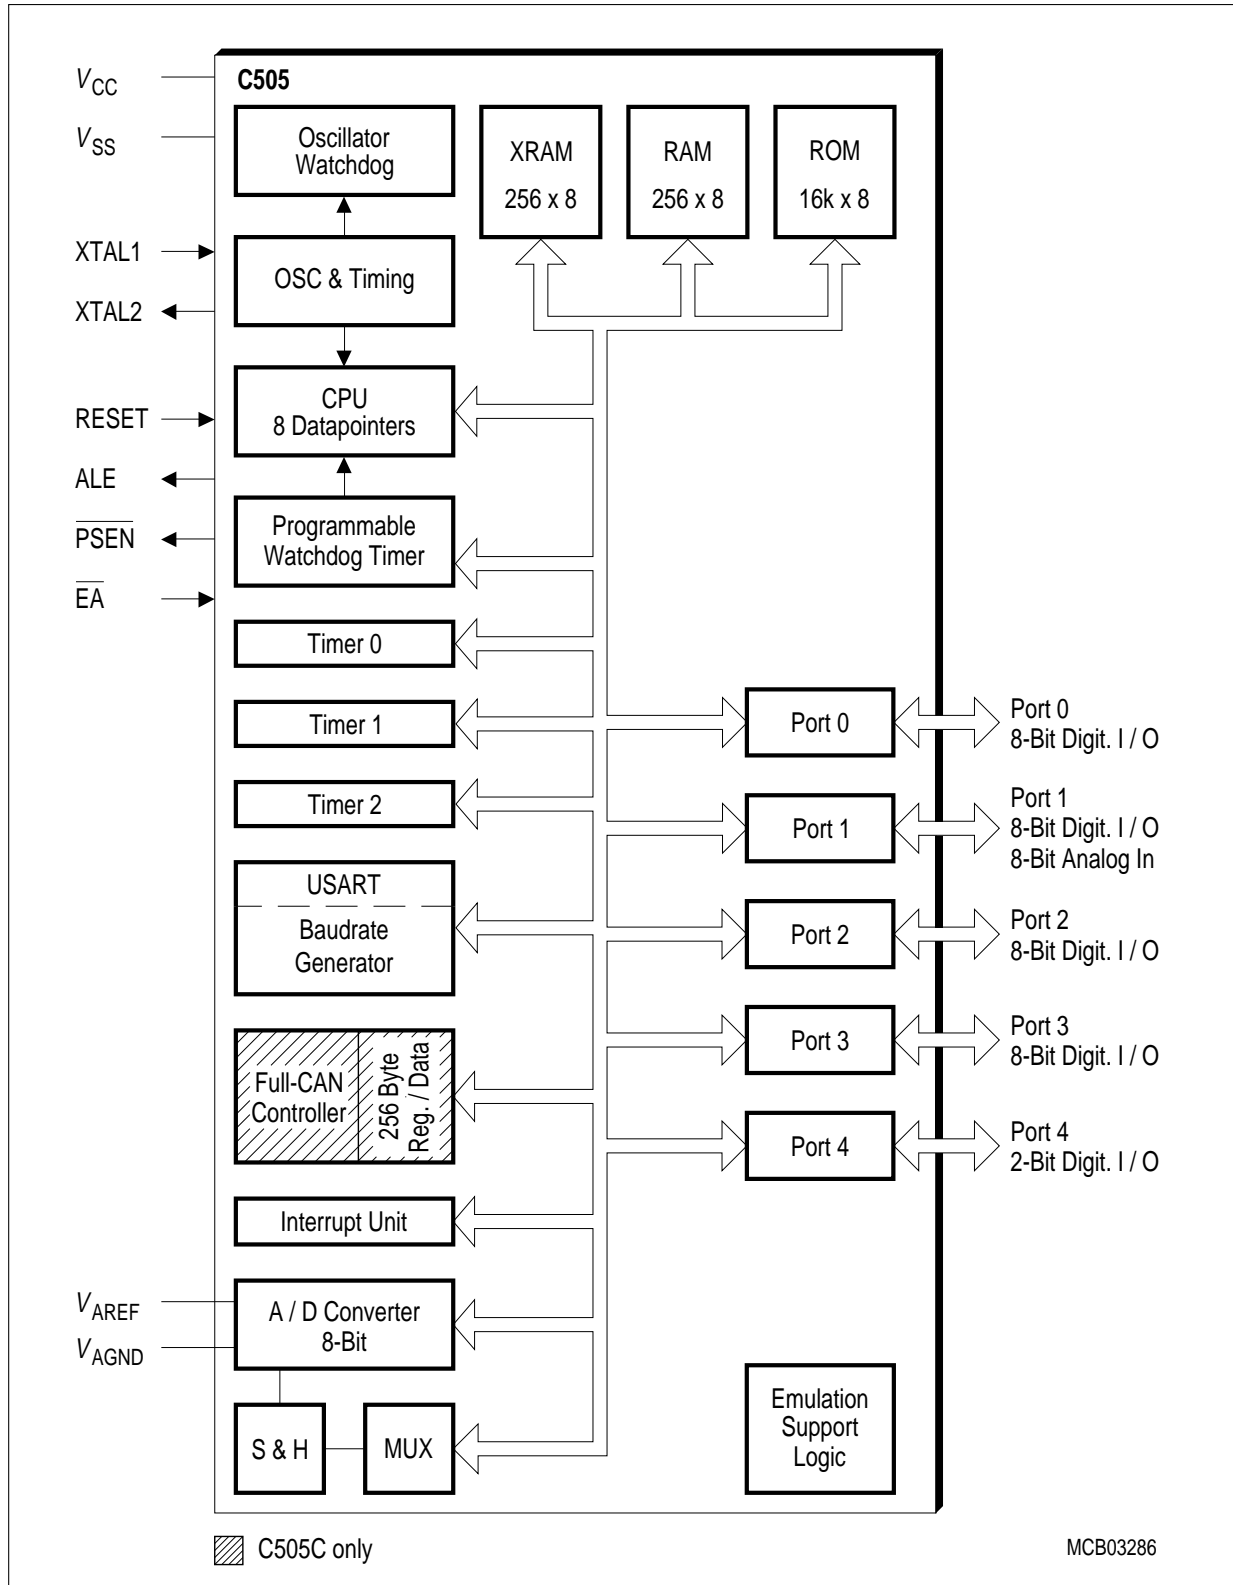 C505
V CC
V SS
XTAL1
XTAL2
RESET
ALE
PSEN
EA
V AREF
V AGND
Oscillator
Watchdog
OSC & Timing
CPU
8 Datapointers
Programmable
Watchdog Timer
Timer 0
Timer 1
Timer 2
USART
Baudrate
Generator
Full-CAN
Controller
256 Byte
Reg. / Data
Interrupt Unit
A / D Converter
8-Bit
S & H
MUX
XRAM
256 x 8
RAM
256 x 8
ROM
16k x 8
Port 0
Port 1
Port 2
Port 3
Port 4
Emulation
Support
Logic
Port 0
8-Bit Digit. I / O
Port 1
8-Bit Digit. I / O
8-Bit Analog In
Port 2
8-Bit Digit. I / O
Port 3
8-Bit Digit. I / O
Port 4
2-Bit Digit. I / O
C505C only
MCB03286